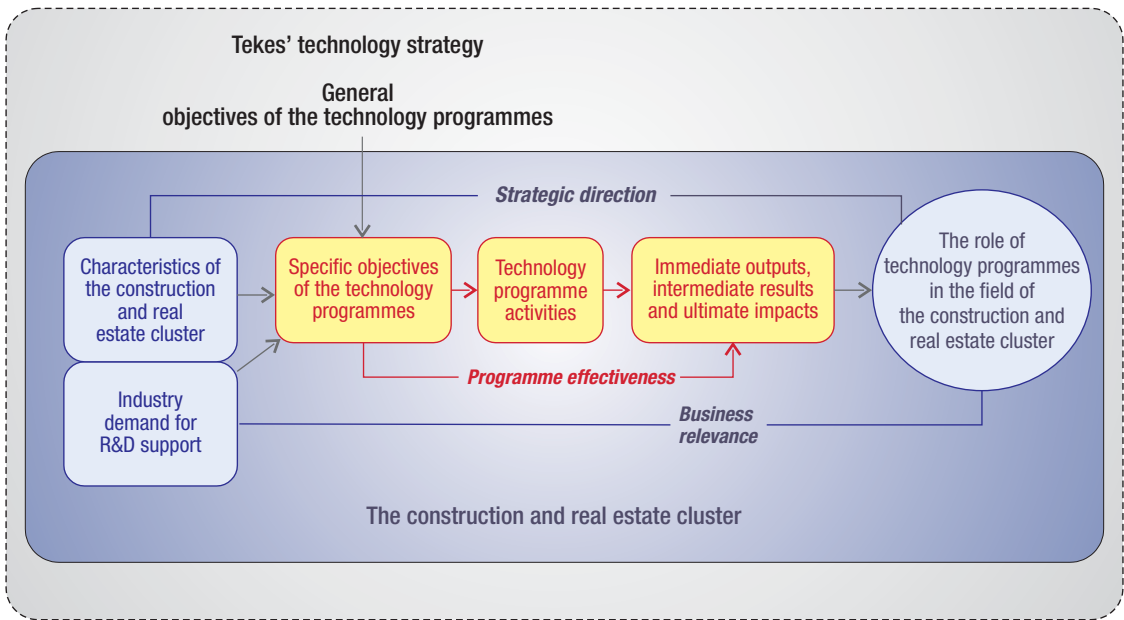 Tekes’ technology strategy
General
objectives of the technology programmes
Strategic direction
Characteristics of
the construction
and real
estate cluster
Specific objectives
of the technology
programmes
Technology
programme
activities
Immediate outputs,
intermediate results
and ultimate impacts
The role of
technology programmes
in the field of
the construction and
real estate cluster
Programme effectiveness
Industry
demand for
R&D support
Business
relevance
The construction and real estate cluster